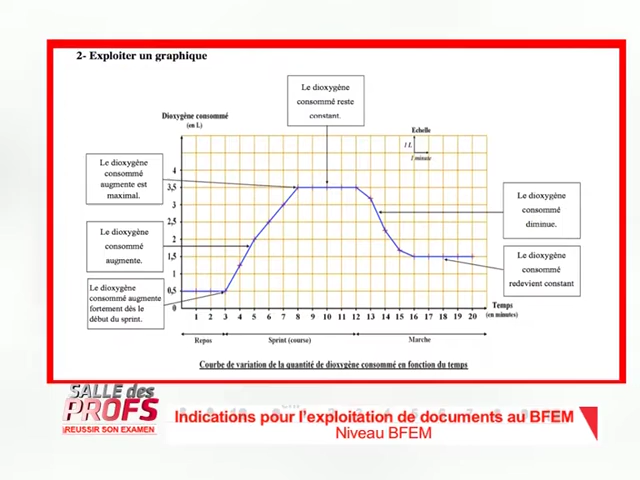 2- Exploiter un graphique
Le dioxygène
consommé reste
constant.
Dioxygène consommé
(en L)
Echelle
1 L
1 minute
Le dioxygène
consommé
augmente est
maximal.
Le dioxygène
consommé
augmente.
Le dioxygène
consommé augmente
fortement dès le
début du sprint.
Le dioxygène
consommé
diminue.
Le dioxygène
consommé
redevient constant
4
3,5
3
2,5
2
1,5
1
0,5
0
1 2 3 4 5 6 7 8 9 10 11 12 13 14 15 16 17 18 19 20
Temps
(en minutes)
Repos
Sprint (course)
Marche
Courbe de variation de la quantité de dioxygène consommé en fonction du temps
SALLE des
PROFS
REUSSIR SON EXAMEN
Indications pour l'exploitation de documents au BFEM
Niveau BFEM